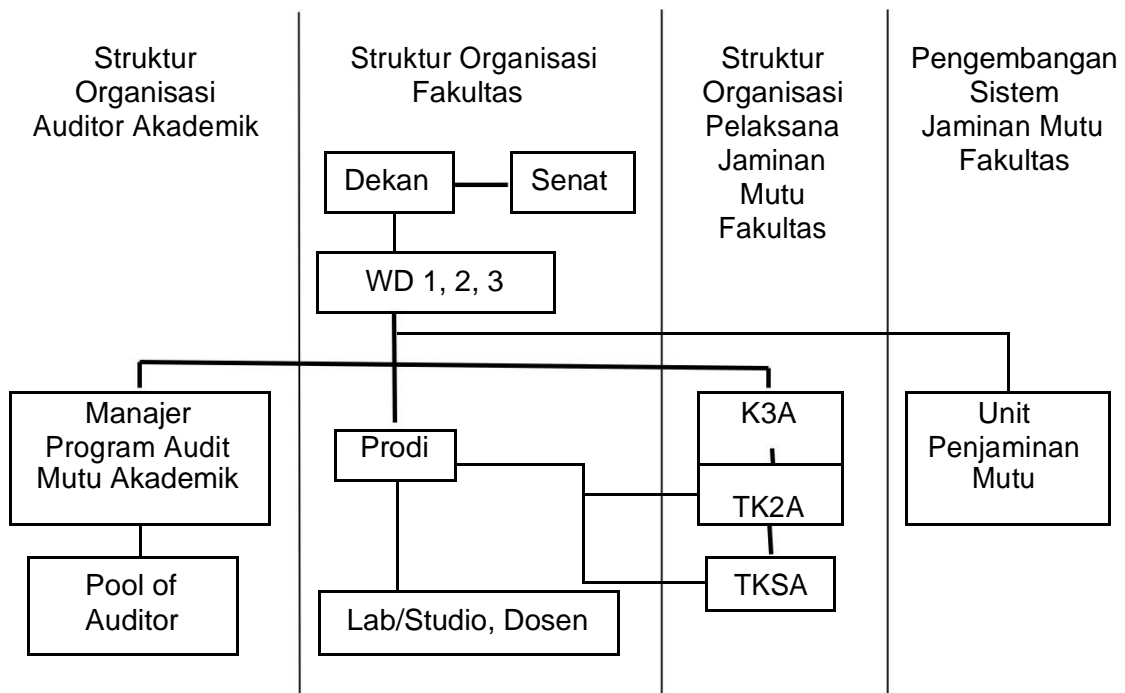 Struktur
Organisasi
Auditor Akademik
Struktur Organisasi
Fakultas
Struktur
Organisasi
Pelaksana
Jaminan
Mutu
Fakultas
Pengembangan
Sistem
Jaminan Mutu
Fakultas
Dekan
Senat
WD 1, 2, 3
Manajer
Program Audit
Mutu Akademik
Prodi
K3A
TK2A
TKSA
Unit
Penjaminan
Mutu
Pool of
Auditor
Lab/Studio, Dosen